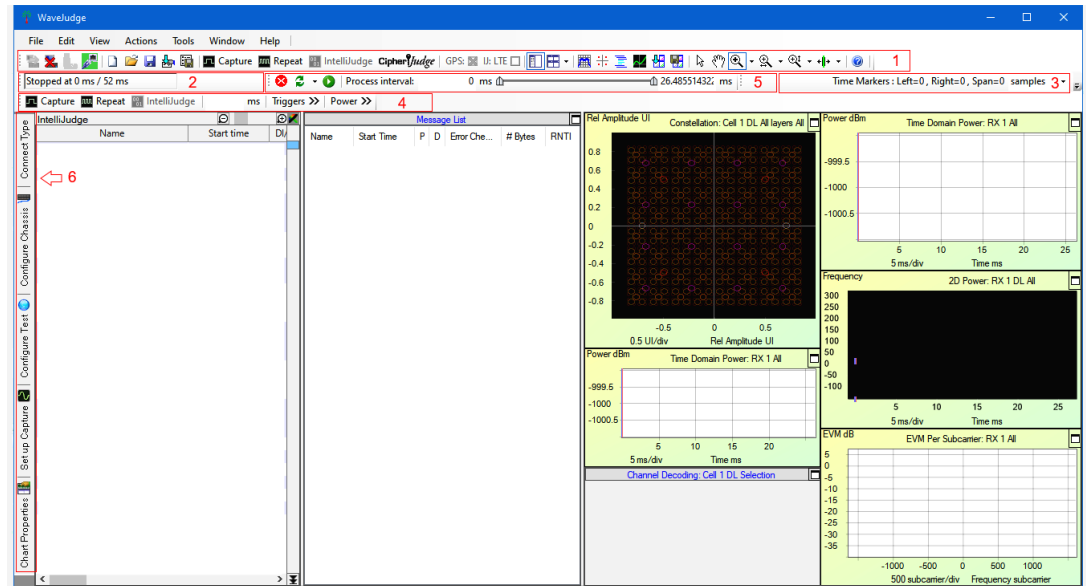 WaveJudge
File Edit View Actions Tools Window Help
Capture Repeat IntelliJudge CipherJudge GPS: U: LTE 1
Stopped at 0 ms / 52 ms 2 Process interval: 0 ms 26.485514322 ms 5 Time Markers : Left=0 , Right=0 , Span=0 samples 3
Capture Repeat IntelliJudge ms Triggers >> Power >> 4
Connect Type
Configure Chassis
Configure Test
Set up Capture
Chart Properties
IntelliJudge
Name Start time
6
Message List
Name Start Time P D Error Che... # Bytes RNTI
Rel Amplitude UI Constellation: Cell 1 DL All layers All
0.8
0.6
0.4
0.2
0
-0.2
-0.4
-0.6
-0.8
-0.5 0 0.5
0.5 UI/div Rel Amplitude UI
Power dBm Time Domain Power: RX 1 All
-999.5
-1000
-1000.5
5 10 15 20
5 ms/div Time ms
Channel Decoding: Cell 1 DL Selection
Power dBm Time Domain Power: RX 1 All
-999.5
-1000
-1000.5
5 10 15 20 25
5 ms/div Time ms
Frequency 2D Power: RX 1 DL All
300
250
200
150
100
50
0
-50
-100
5 10 15 20 25
5 ms/div Time ms
EVM dB EVM Per Subcarrier: RX 1 All
5
0
-5
-10
-15
-20
-25
-30
-35
-1000 -500 0 500 1000
500 subcarrier/div Frequency subcarrier